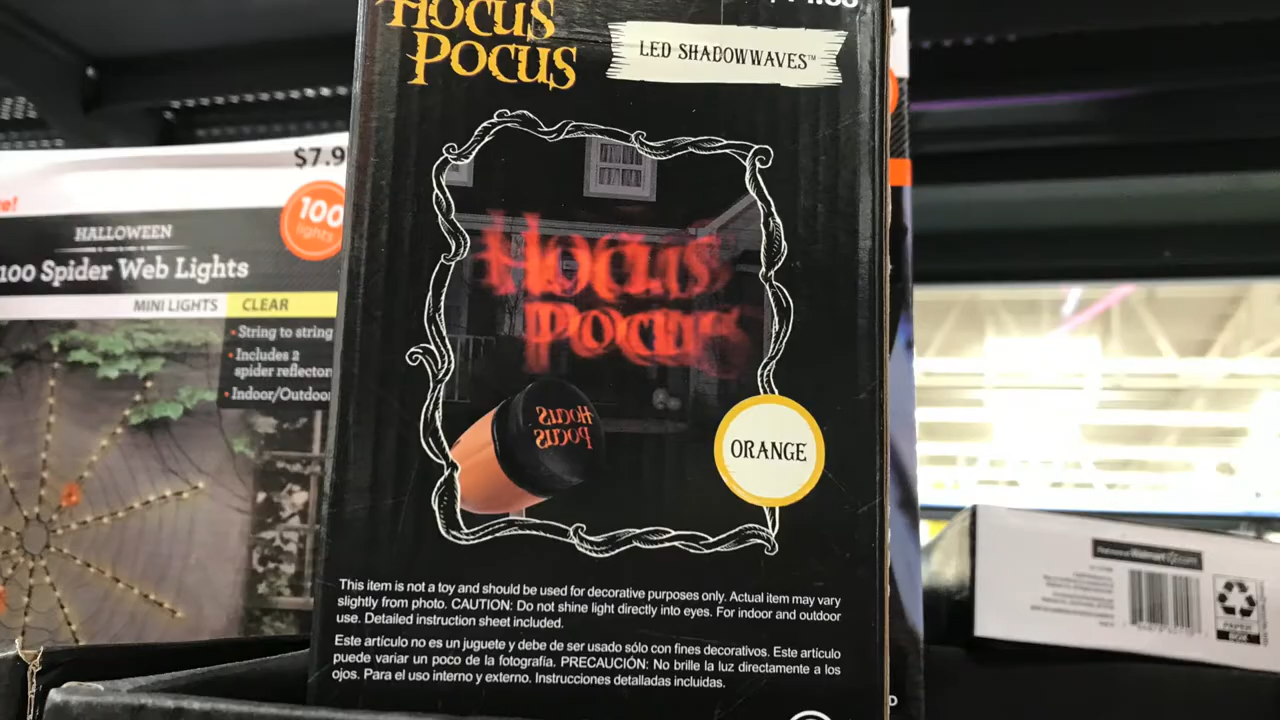 HOCUS
POCUS
LED SHADOWWAVES™
HOCUS
POCUS
HOCUS
POCUS
ORANGE
This item is not a toy and should be used for decorative purposes only. Actual item may vary
slightly from photo. CAUTION: Do not shine light directly into eyes. For indoor and outdoor
use. Detailed instruction sheet included.
Este artículo no es un juguete y debe de ser usado sólo con fines decorativos. Este artículo
puede variar un poco de la fotografía. PRECAUCIÓN: No brille la luz directamente a los
ojos. Para el uso interno y externo. Instrucciones detalladas incluidas.
$7.9
100
lights
HALLOWEEN
100 Spider Web Lights
MINI LIGHTS CLEAR
• String to string
• Includes 2
spider reflector
• Indoor/Outdoor
Walmart
PAPER
BOX